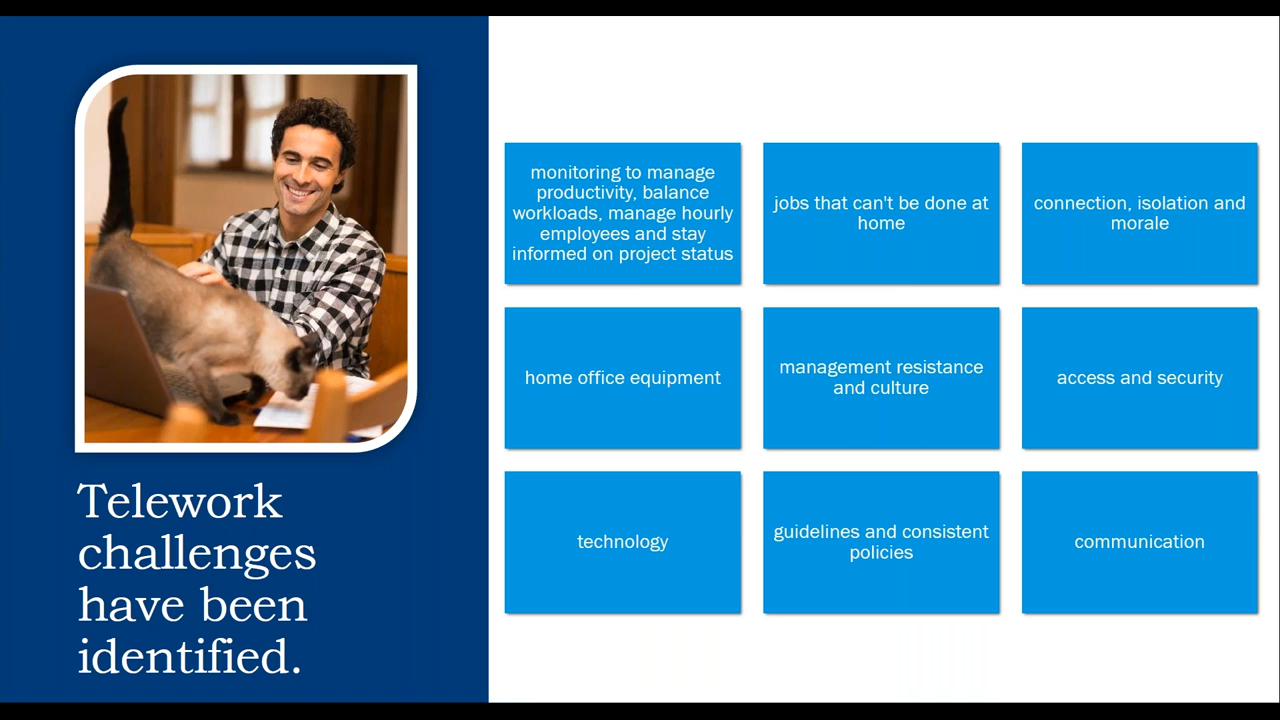 Telework
challenges
have been
identified.
monitoring to manage
productivity, balance
workloads, manage hourly
employees and stay
informed on project status
jobs that can't be done at
home
connection, isolation and
morale
home office equipment
management resistance
and culture
access and security
technology
guidelines and consistent
policies
communication